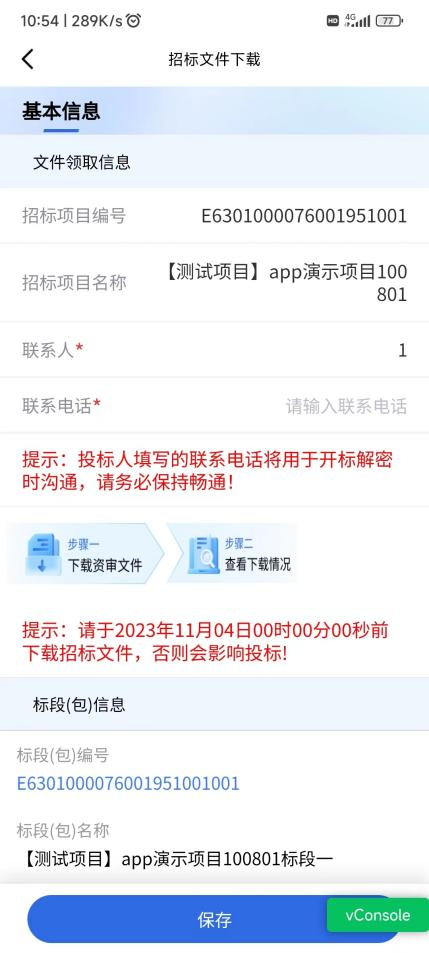 10:54 | 289K/s
HD 4G 77
招标文件下载
基本信息
文件领取信息
招标项目编号 E6301000076001951001
招标项目名称 【测试项目】app演示项目100
801
联系人* 1
联系电话* 请输入联系电话
提示：投标人填写的联系电话将用于开标解密
时沟通，请务必保持畅通！
步骤一
下载资审文件
步骤二
查看下载情况
提示：请于2023年11月04日00时00分00秒前
下载招标文件，否则会影响投标!
标段(包)信息
标段(包)编号
E6301000076001951001001
标段(包)名称
【测试项目】app演示项目100801标段一
保存
vConsole